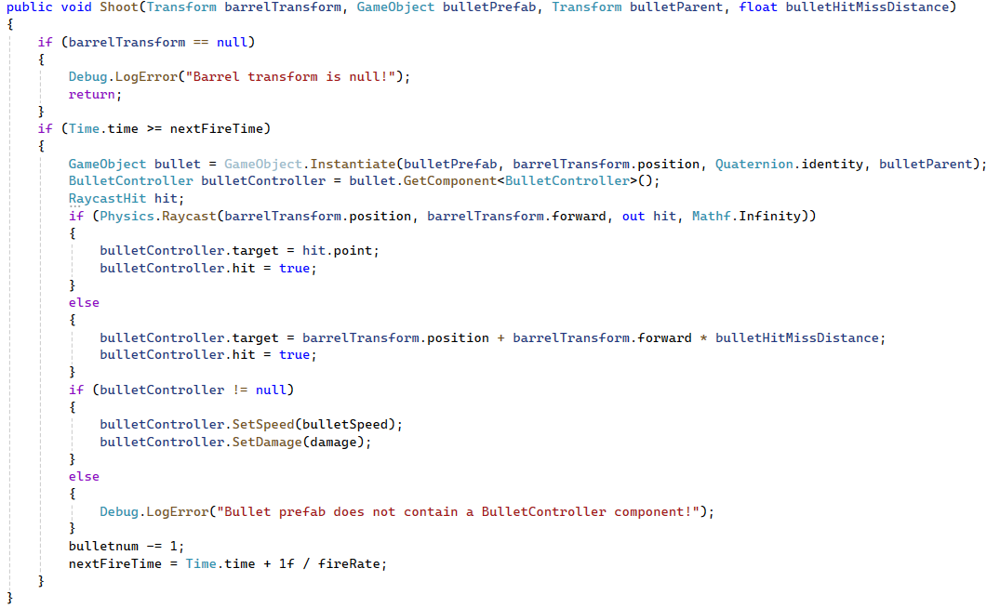 public void Shoot(Transform barrelTransform, GameObject bulletPrefab, Transform bulletParent, float bulletHitMissDistance)
{
    if (barrelTransform == null)
    {
        Debug.LogError("Barrel transform is null!");
        return;
    }
    if (Time.time >= nextFireTime)
    {
        GameObject bullet = GameObject.Instantiate(bulletPrefab, barrelTransform.position, Quaternion.identity, bulletParent);
        BulletController bulletController = bullet.GetComponent<BulletController>();
        RaycastHit hit;
        if (Physics.Raycast(barrelTransform.position, barrelTransform.forward, out hit, Mathf.Infinity))
        {
            bulletController.target = hit.point;
            bulletController.hit = true;
        }
        else
        {
            bulletController.target = barrelTransform.position + barrelTransform.forward * bulletHitMissDistance;
            bulletController.hit = true;
        }
        if (bulletController != null)
        {
            bulletController.SetSpeed(bulletSpeed);
            bulletController.SetDamage(damage);
        }
        else
        {
            Debug.LogError("Bullet prefab does not contain a BulletController component!");
        }
        bulletnum -= 1;
        nextFireTime = Time.time + 1f / fireRate;
    }
}